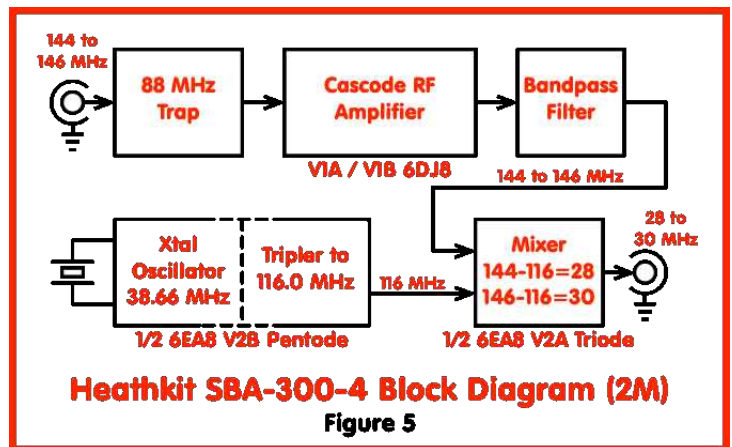 144 to
146 MHz
88 MHz
Trap
Cascode RF
Amplifier
Bandpass
Filter
V1A / V1B 6DJ8
144 to 146 MHz
Xtal
Oscillator
38.66 MHz
Tripler to
116.0 MHz
116 MHz
Mixer
144-116=28
146-116=30
28 to
30 MHz
1/2 6EA8 V2B Pentode
1/2 6EA8 V2A Triode
Heathkit SBA-300-4 Block Diagram (2M)
Figure 5